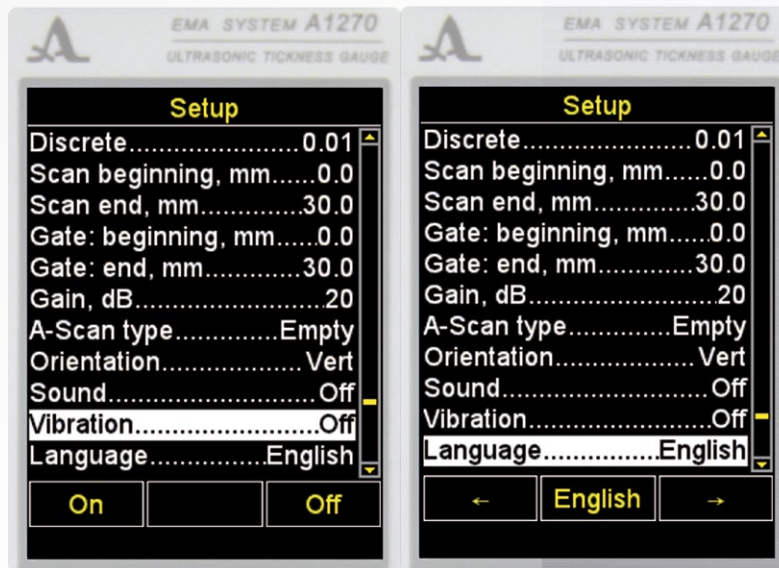 EMA SYSTEM A1270
ULTRASONIC TICKNESS GAUGE
Setup
Discrete........................0.01
Scan beginning, mm......0.0
Scan end, mm...............30.0
Gate: beginning, mm......0.0
Gate: end, mm..............30.0
Gain, dB...........................20
A-Scan type..............Empty
Orientation.................... Vert
Sound..............................Off
Vibration..........................Off
Language................English
On
Off
EMA SYSTEM A1270
ULTRASONIC TICKNESS GAUGE
Setup
Discrete........................0.01
Scan beginning, mm......0.0
Scan end, mm...............30.0
Gate: beginning, mm......0.0
Gate: end, mm..............30.0
Gain, dB...........................20
A-Scan type..............Empty
Orientation.................... Vert
Sound..............................Off
Vibration..........................Off
Language................English
← English →